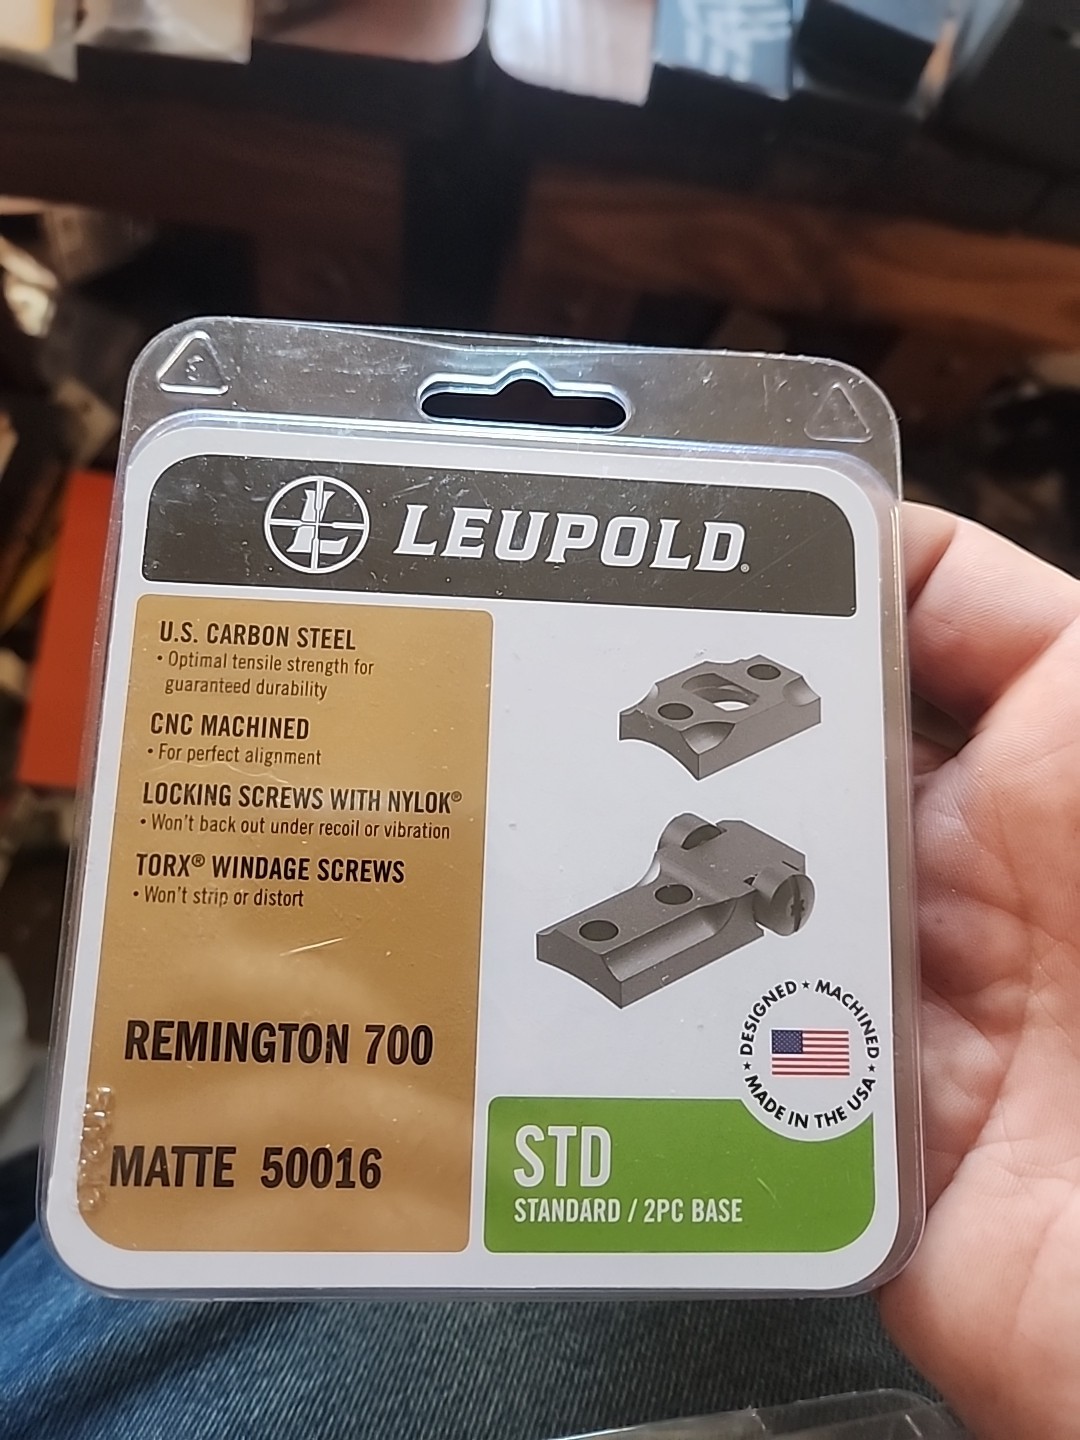 LEUPOLD®
U.S. CARBON STEEL
• Optimal tensile strength for
guaranteed durability
CNC MACHINED
• For perfect alignment
LOCKING SCREWS WITH NYLOK®
• Won't back out under recoil or vibration
TORX® WINDAGE SCREWS
• Won't strip or distort
REMINGTON 700
MATTE 50016
DESIGNED ★ MACHINED ★ MADE IN THE USA ★
STD
STANDARD / 2PC BASE